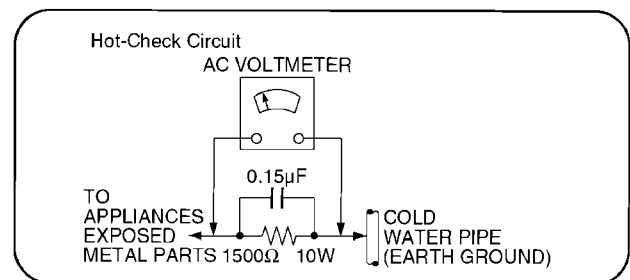 Hot-Check Circuit
AC VOLTMETER
0.15µF
TO
APPLIANCES
EXPOSED
METAL PARTS
1500Ω 10W
COLD
WATER PIPE
(EARTH GROUND)